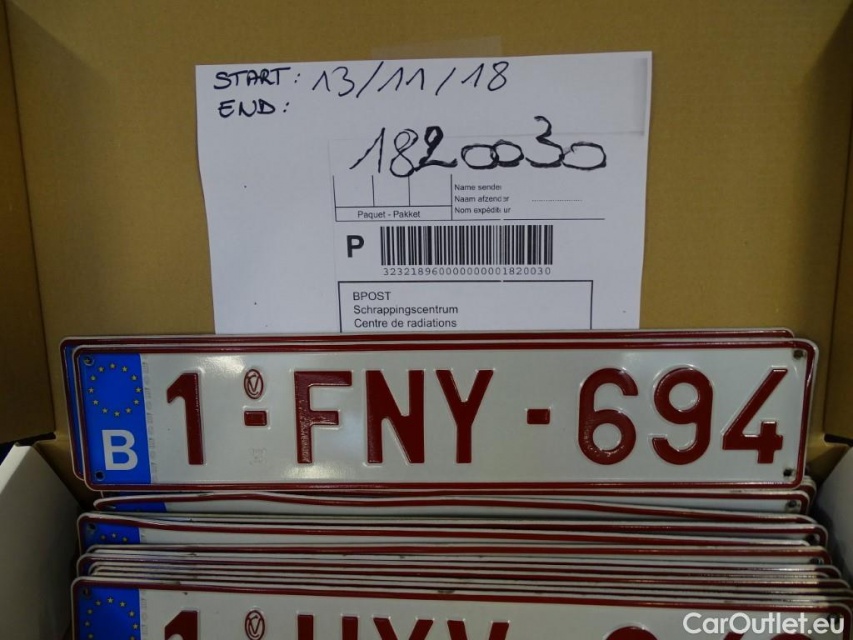 START: 13/11/18
END:
1820030
Name sender
Naam afzender
Nom expéditeur
Paquet - Pakket
P
323218960000000001820030
BPOST
Schrappingscentrum
Centre de radiations
B 1-FNY-694
CarOutlet.eu